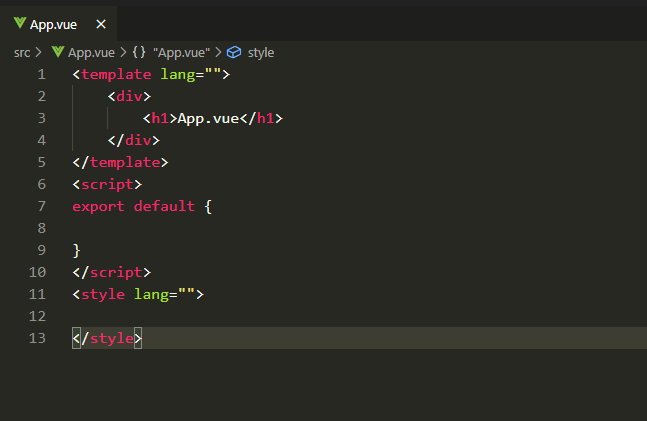 App.vue ×
src > App.vue > {} "App.vue" > style
1 <template lang="">
2     <div>
3         <h1>App.vue</h1>
4     </div>
5 </template>
6 <script>
7 export default {
8
9 }
10 </script>
11 <style lang="">
12
13 </style>